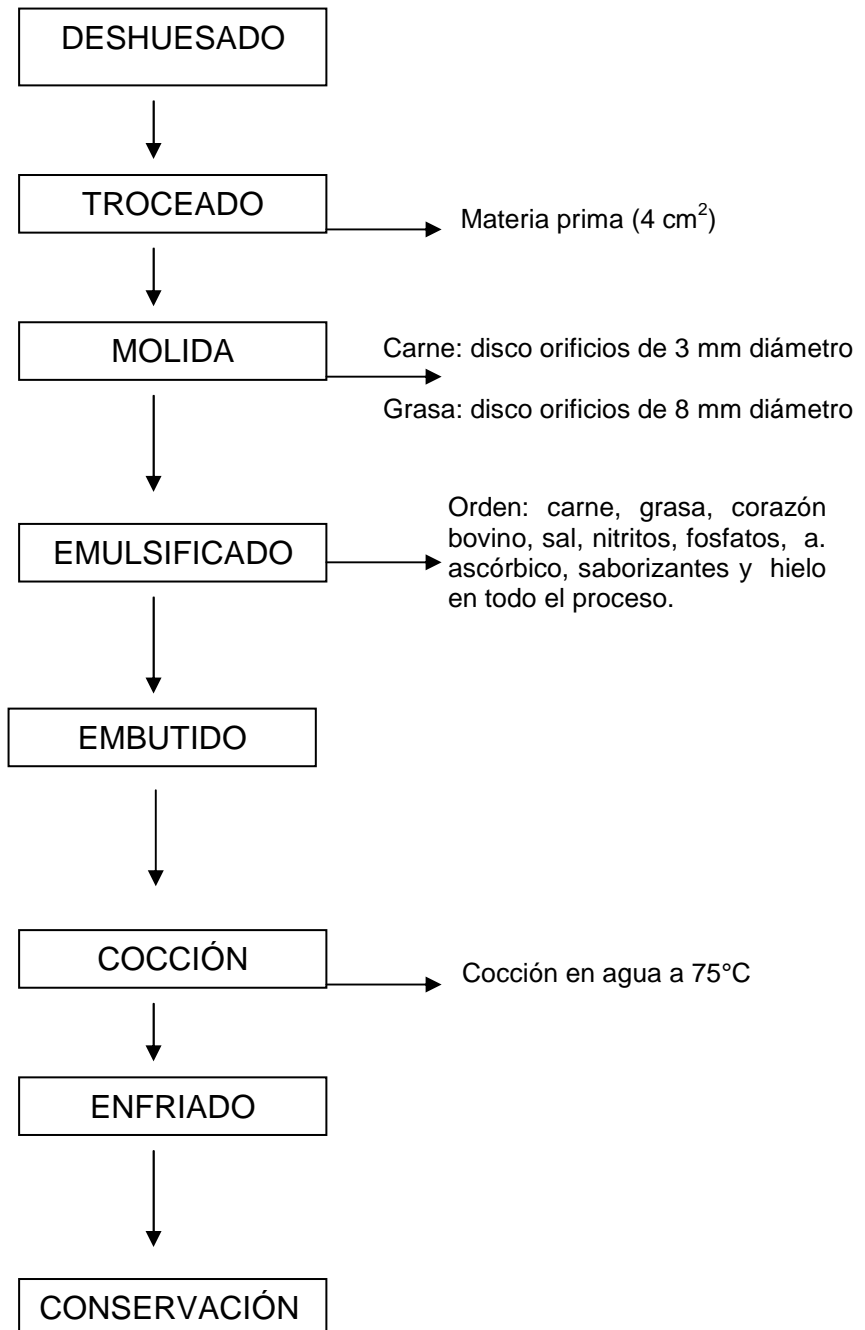 DESHUESADO
TROCEADO
Materia prima (4 cm²)
MOLIDA
Carne: disco orificios de 3 mm diámetro
Grasa: disco orificios de 8 mm diámetro
EMULSIFICADO
Orden: carne, grasa, corazón
bovino, sal, nitritos, fosfatos, a.
ascórbico, saborizantes y hielo
en todo el proceso.
EMBUTIDO
COCCIÓN
Cocción en agua a 75°C
ENFRIADO
CONSERVACIÓN